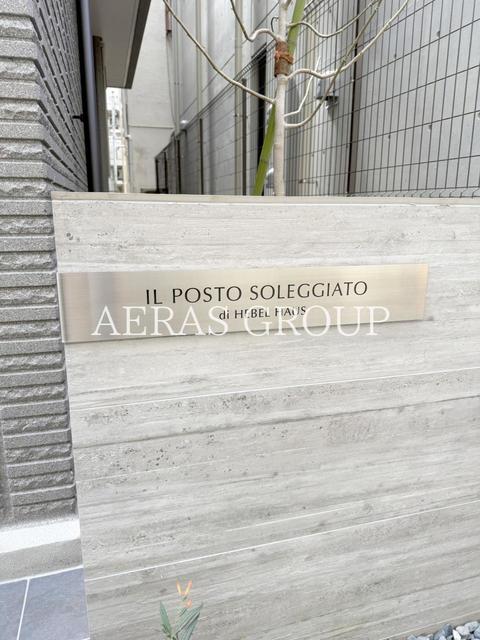 IL POSTO SOLEGGIATO
di HEBEL HAUS
AERAS GROUP